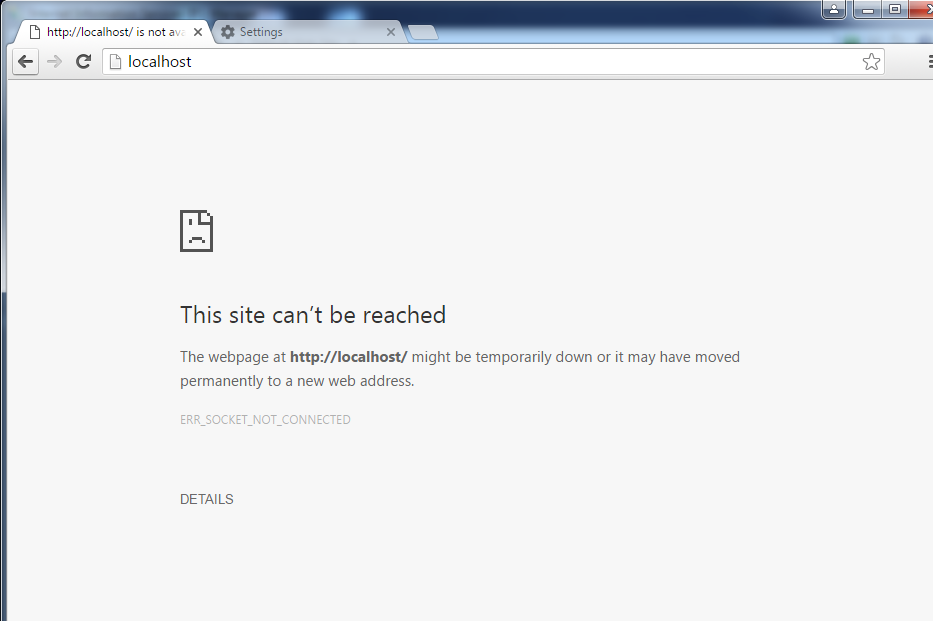 http://localhost/ is not ava
Settings
localhost
This site can’t be reached
The webpage at http://localhost/ might be temporarily down or it may have moved
permanently to a new web address.
ERR_SOCKET_NOT_CONNECTED
DETAILS